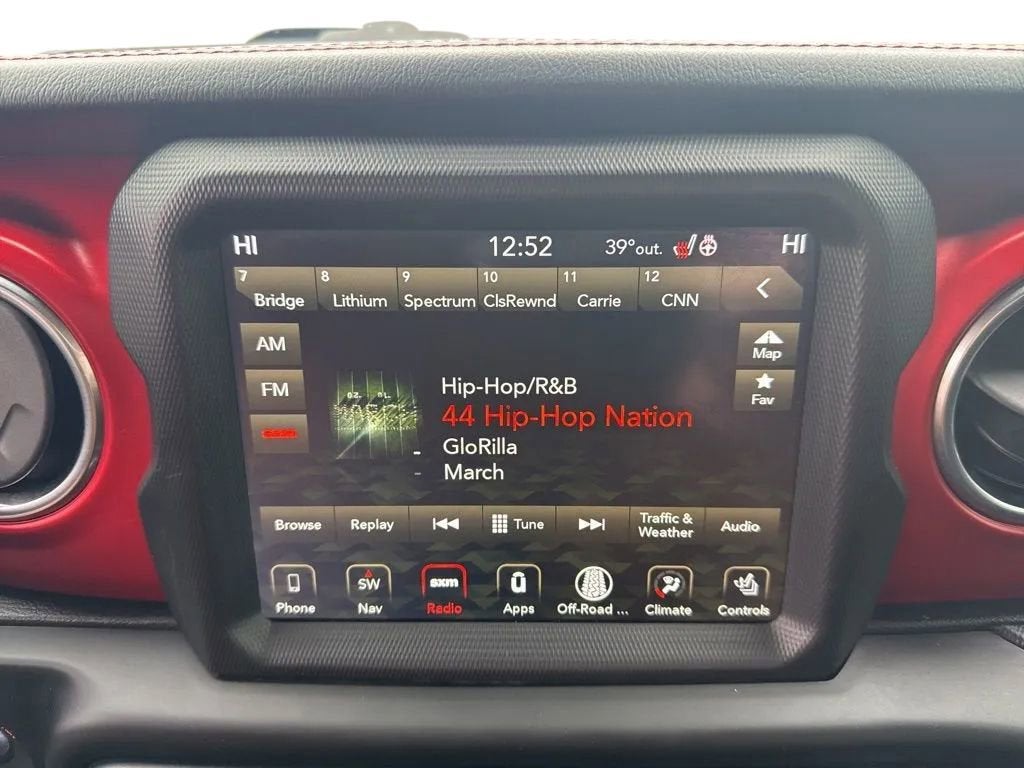 HI 12:52 39° out. HI
7 8 9 10 11 12
Bridge Lithium Spectrum ClsRewnd Carrie CNN
AM
Map
FM
Fav
sxm
Hip-Hop/R&B
44 Hip-Hop Nation
GloRilla
March
Browse Replay Tune Traffic & Weather Audio
SW sxm ū
Phone Nav Radio Apps Off-Road ... Climate Controls